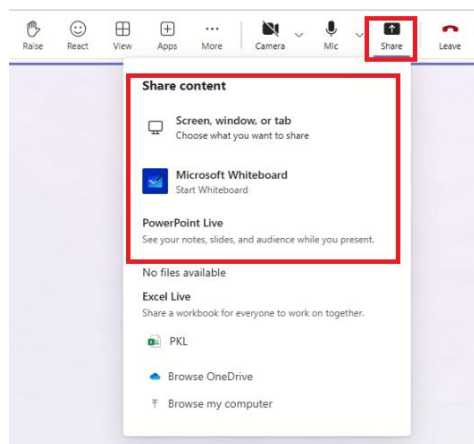 Raise React View Apps More Camera Mic Share Leave
Share content
Screen, window, or tab
Choose what you want to share
Microsoft Whiteboard
Start Whiteboard
PowerPoint Live
See your notes, slides, and audience while you present.
No files available
Excel Live
Share a workbook for everyone to work on together.
PKL
Browse OneDrive
Browse my computer